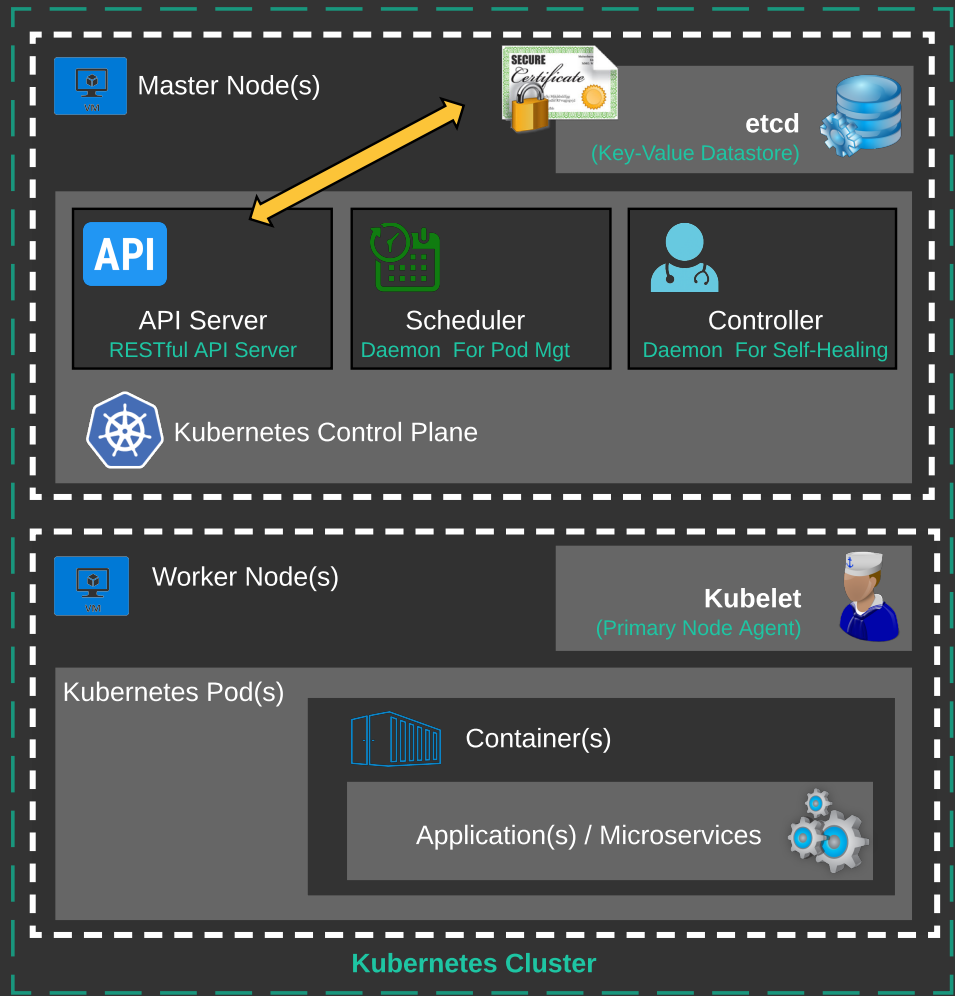 Master Node(s)
VM
SECURE
Certificate
etcd
(Key-Value Datastore)
API
API Server
RESTful API Server
Scheduler
Daemon For Pod Mgt
Controller
Daemon For Self-Healing
Kubernetes Control Plane
Worker Node(s)
VM
Kubelet
(Primary Node Agent)
Kubernetes Pod(s)
Container(s)
Application(s) / Microservices
Kubernetes Cluster